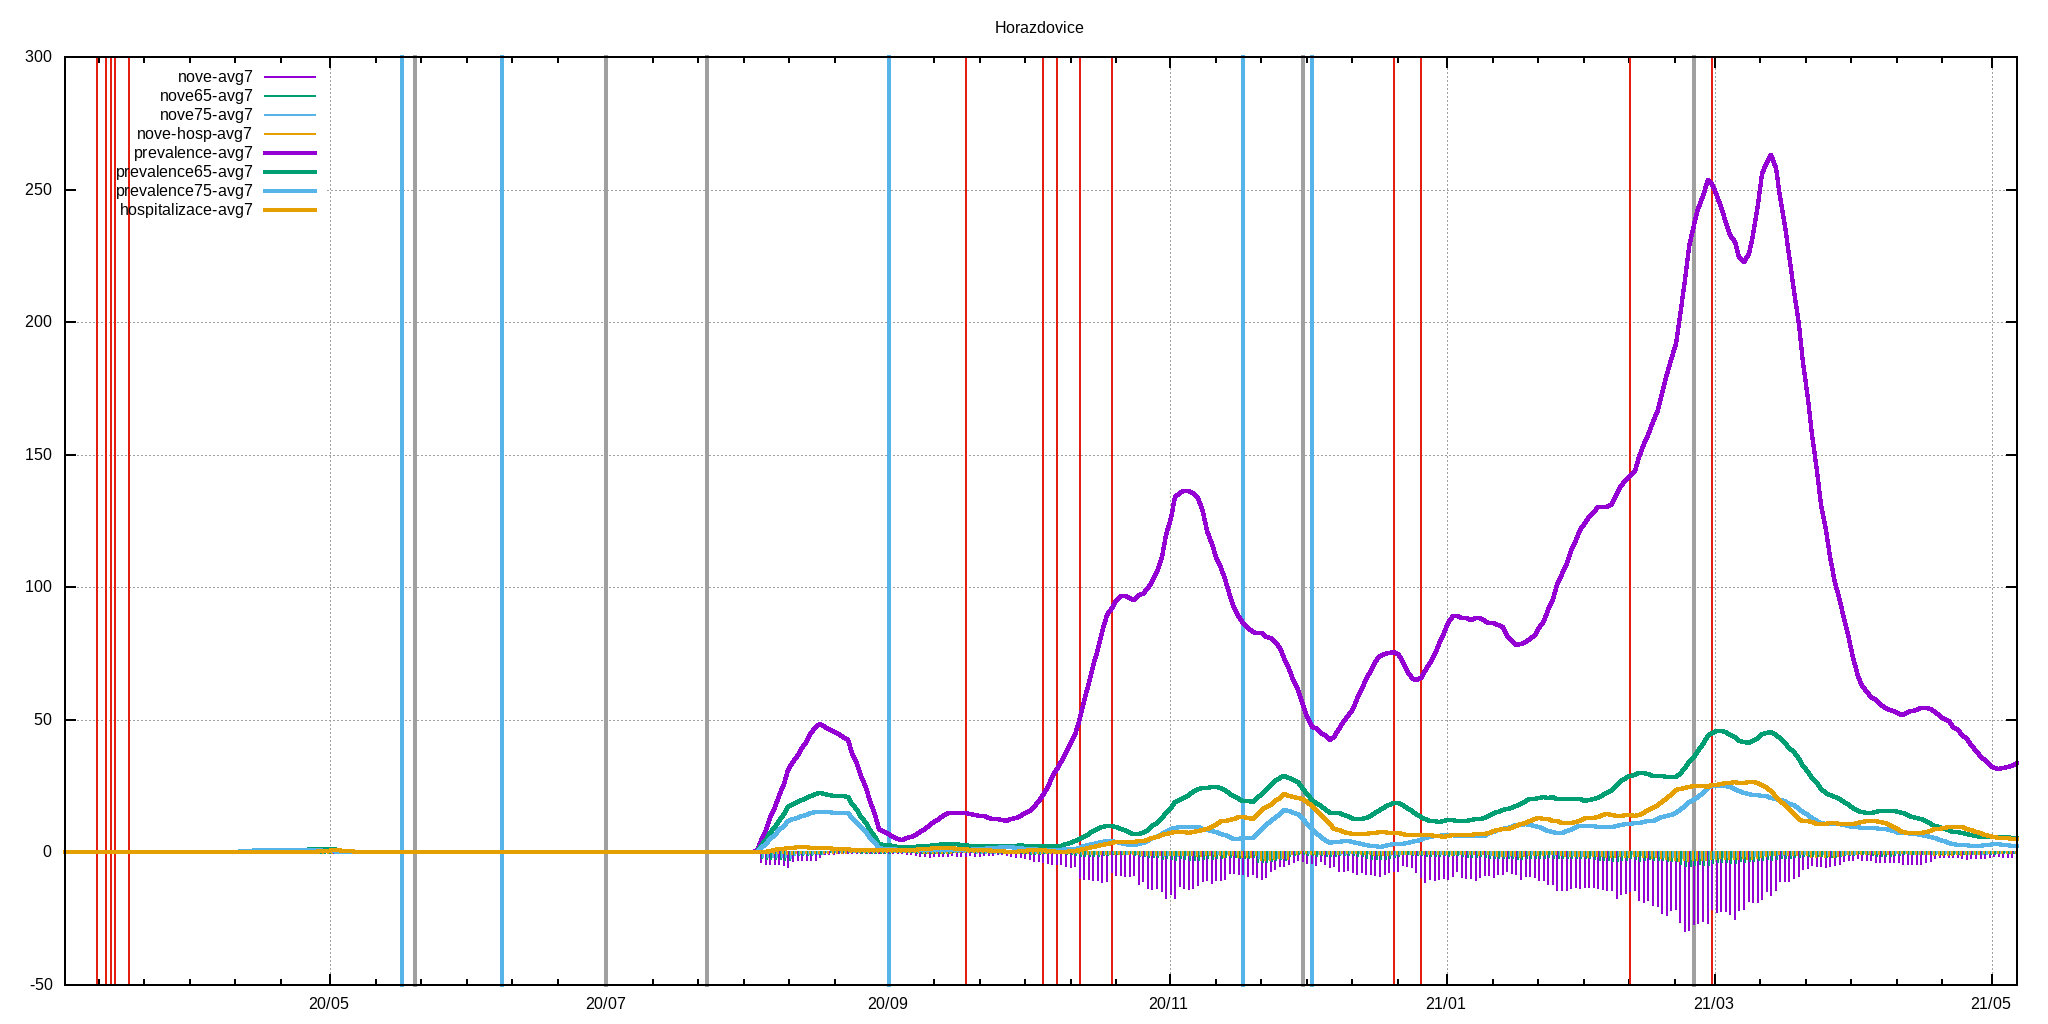 Horazdovice
300
250
200
150
100
50
0
-50
nove-avg7
nove65-avg7
nove75-avg7
nove-hosp-avg7
prevalence-avg7
prevalence65-avg7
prevalence75-avg7
hospitalizace-avg7
20/05 20/07 20/09 20/11 21/01 21/03 21/05